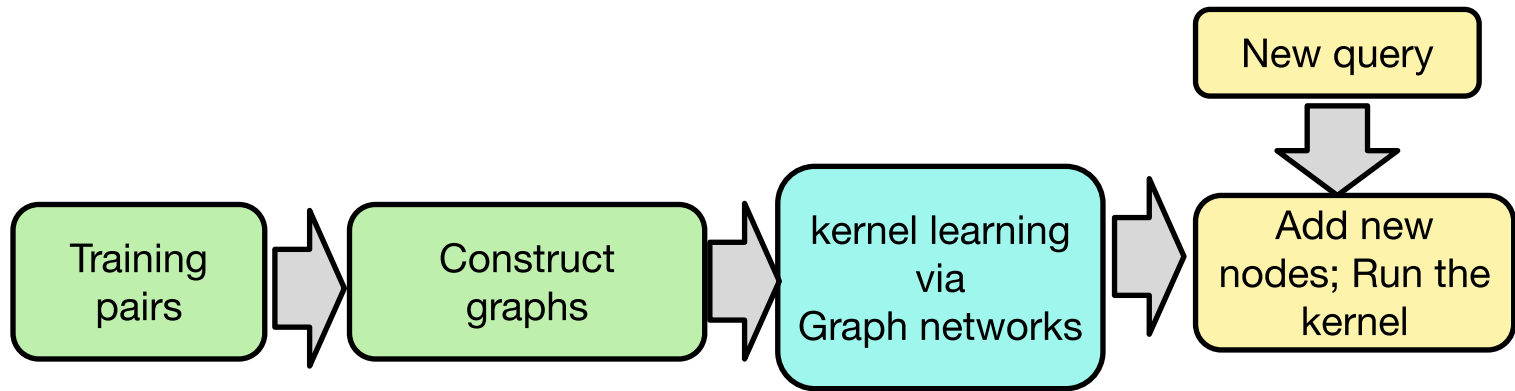 New query
Training
pairs
Construct
graphs
kernel learning
via
Graph networks
Add new
nodes; Run the
kernel